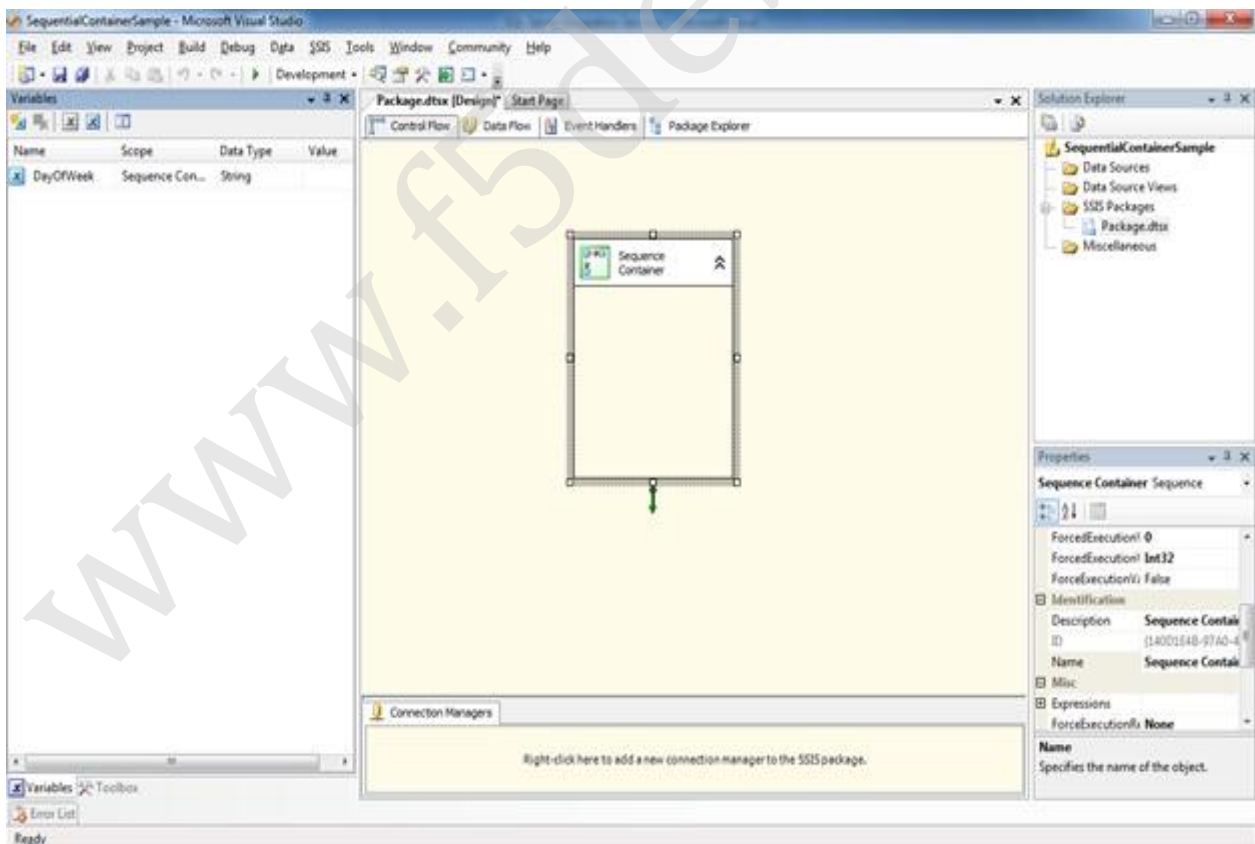 SequentialContainerSample - Microsoft Visual Studio
File Edit View Project Build Debug Data SSIS Tools Window Community Help
Development
Variables
Name Scope Data Type Value
DayOfWeek Sequence Con... String
Package.dtsx [Design]* Start Page
Control Flow Data Flow Event Handlers Package Explorer
Sequence
Container
Connection Managers
Right-click here to add a new connection manager to the SSIS package.
Solution Explorer
SequentialContainerSample
Data Sources
Data Source Views
SSIS Packages
Package.dtsx
Miscellaneous
Properties
Sequence Container Sequence
ForcedExecution 0
ForcedExecution Int32
ForceExecutionV False
Identification
Description Sequence Contai
ID
Name Sequence Contai
Misc
Expressions
ForceExecutionR None
Name
Specifies the name of the object.
Variables Toolbox
Error List
Ready
www.f5de